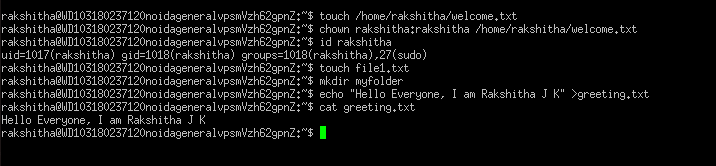 rakshitha@WD103180237120noidageneralvpsmVzh62gpnZ:~$ touch /home/rakshitha/welcome.txt
rakshitha@WD103180237120noidageneralvpsmVzh62gpnZ:~$ chown rakshitha:rakshitha /home/rakshitha/welcome.txt
rakshitha@WD103180237120noidageneralvpsmVzh62gpnZ:~$ id rakshitha
uid=1017(rakshitha) gid=1018(rakshitha) groups=1018(rakshitha),27(sudo)
rakshitha@WD103180237120noidageneralvpsmVzh62gpnZ:~$ touch file1.txt
rakshitha@WD103180237120noidageneralvpsmVzh62gpnZ:~$ mkdir myfolder
rakshitha@WD103180237120noidageneralvpsmVzh62gpnZ:~$ echo "Hello Everyone, I am Rakshitha J K" >greeting.txt
rakshitha@WD103180237120noidageneralvpsmVzh62gpnZ:~$ cat greeting.txt
Hello Everyone, I am Rakshitha J K
rakshitha@WD103180237120noidageneralvpsmVzh62gpnZ:~$